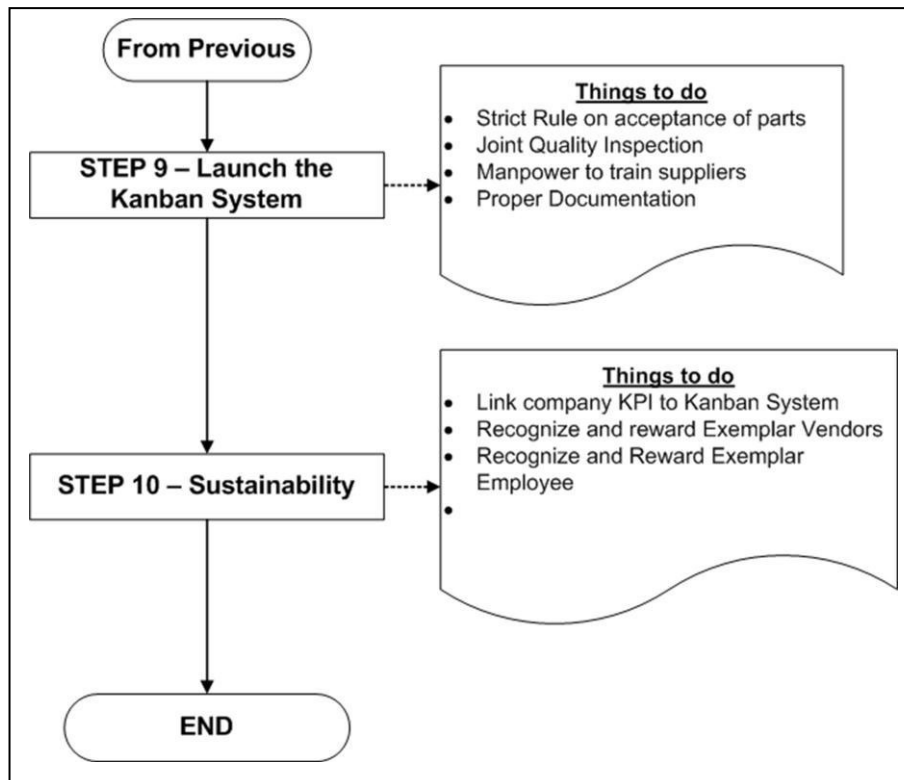 From Previous
STEP 9 – Launch the
Kanban System
Things to do
• Strict Rule on acceptance of parts
• Joint Quality Inspection
• Manpower to train suppliers
• Proper Documentation
STEP 10 – Sustainability
Things to do
• Link company KPI to Kanban System
• Recognize and reward Exemplar Vendors
• Recognize and Reward Exemplar
Employee
•
END